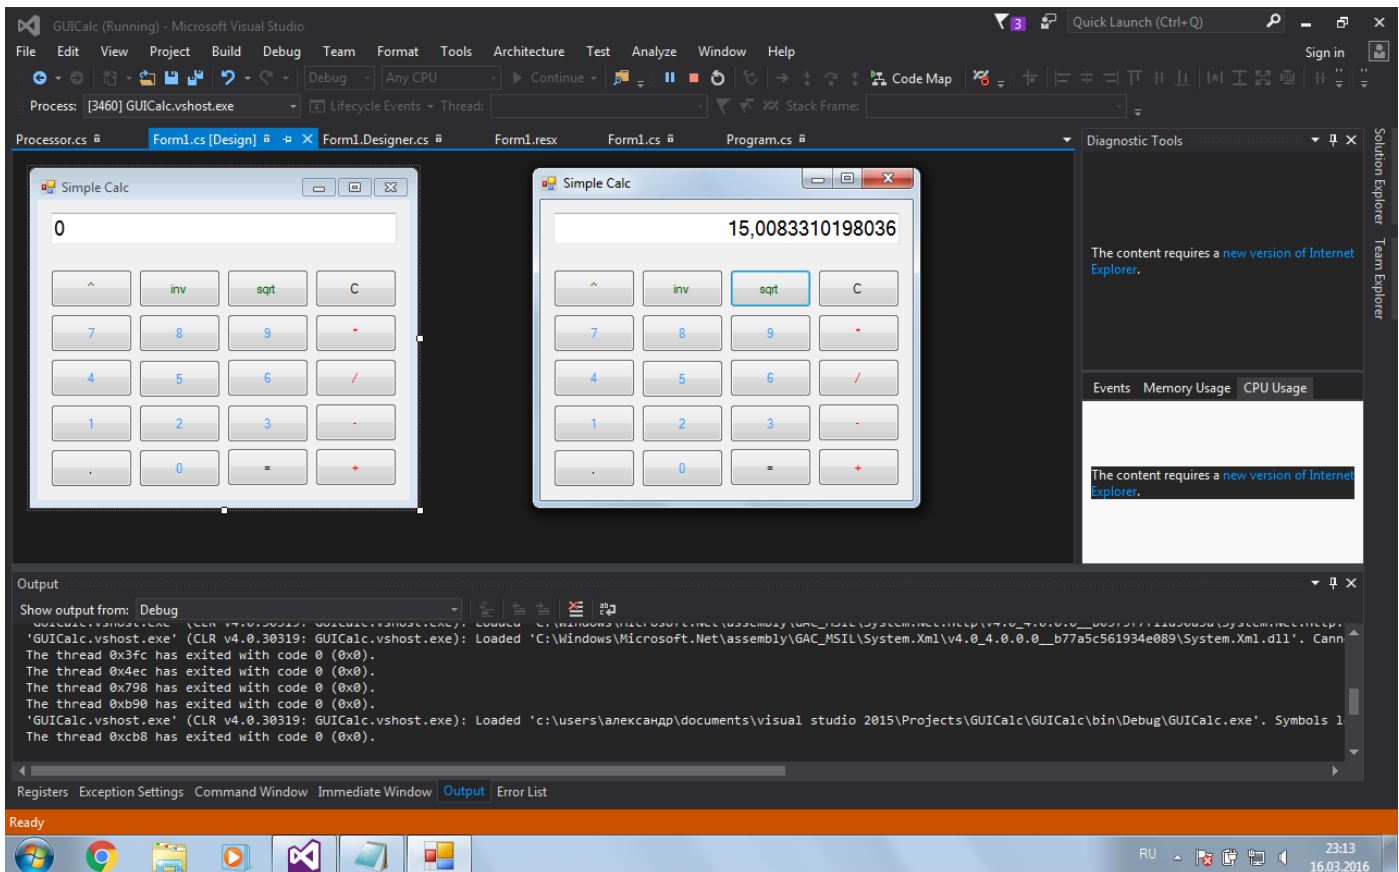 GUICalc (Running) - Microsoft Visual Studio
3
Quick Launch (Ctrl+Q)
File Edit View Project Build Debug Team Format Tools Architecture Test Analyze Window Help
Sign in
Debug Any CPU Continue Code Map
Process: [3460] GUICalc.vshost.exe Lifecycle Events Thread: Stack Frame:
Processor.cs Form1.cs [Design] Form1.Designer.cs Form1.resx Form1.cs Program.cs
Simple Calc
0
^ inv sqrt C
7 8 9 *
4 5 6 /
1 2 3 -
, 0 = +
Simple Calc
15,0083310198036
^ inv sqrt C
7 8 9 *
4 5 6 /
1 2 3 -
, 0 = +
Diagnostic Tools
The content requires a new version of Internet
Explorer.
Events Memory Usage CPU Usage
The content requires a new version of Internet
Explorer.
Solution Explorer
Team Explorer
Output
Show output from: Debug
'GUICalc.vshost.exe' (CLR v4.0.30319: GUICalc.vshost.exe): Loaded 'C:\Windows\Microsoft.Net\assembly\GAC_MSIL\System.Xml\v4.0_4.0.0.0__b77a5c561934e089\System.Xml.dll'. Cann
The thread 0x3fc has exited with code 0 (0x0).
The thread 0x4ec has exited with code 0 (0x0).
The thread 0x798 has exited with code 0 (0x0).
The thread 0xb90 has exited with code 0 (0x0).
'GUICalc.vshost.exe' (CLR v4.0.30319: GUICalc.vshost.exe): Loaded 'c:\users\александр\documents\visual studio 2015\Projects\GUICalc\GUICalc\bin\Debug\GUICalc.exe'. Symbols l
The thread 0xcb8 has exited with code 0 (0x0).
Registers Exception Settings Command Window Immediate Window Output Error List
Ready
RU
23:13
16.03.2016